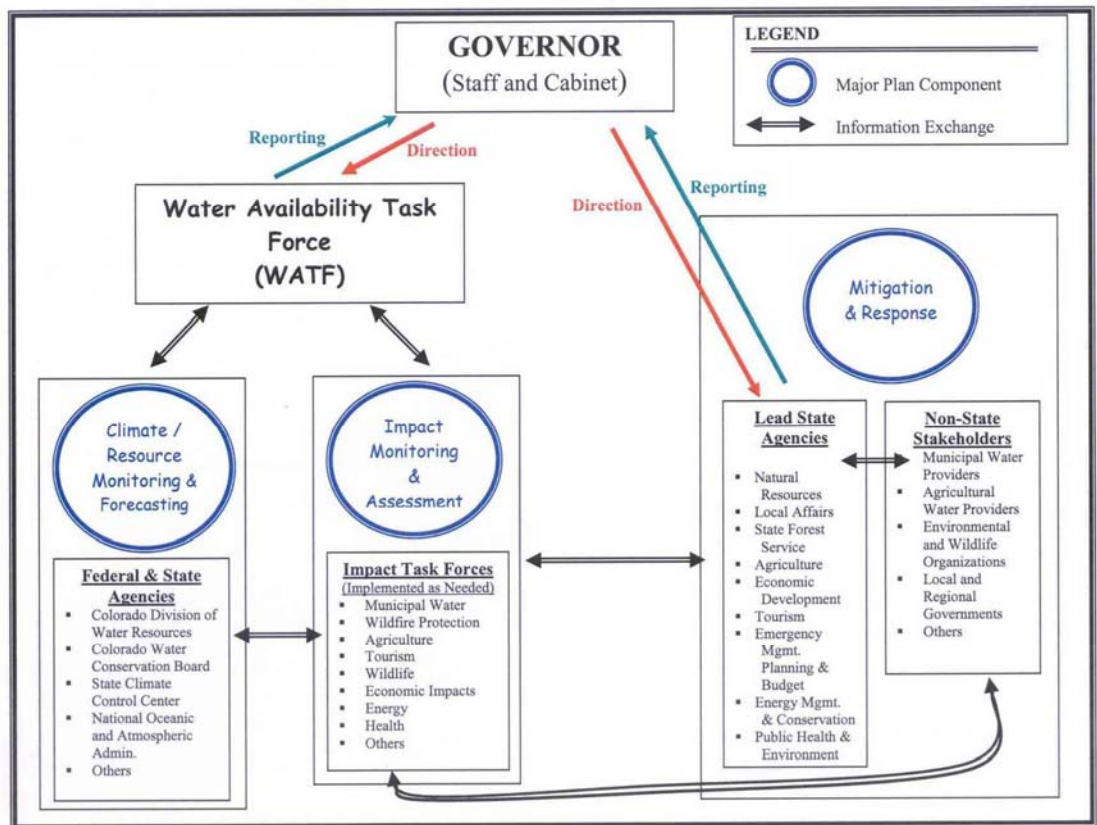 GOVERNOR
(Staff and Cabinet)
LEGEND
Major Plan Component
Information Exchange
Reporting
Direction
Direction
Reporting
Water Availability Task
Force
(WATF)
Mitigation
& Response
Climate /
Resource
Monitoring &
Forecasting
Impact
Monitoring
&
Assessment
Federal & State
Agencies
▪ Colorado Division of
Water Resources
▪ Colorado Water
Conservation Board
▪ State Climate
Control Center
▪ National Oceanic
and Atmospheric
Admin.
▪ Others
Impact Task Forces
(Implemented as Needed)
▪ Municipal Water
▪ Wildfire Protection
▪ Agriculture
▪ Tourism
▪ Wildlife
▪ Economic Impacts
▪ Energy
▪ Health
▪ Others
Lead State
Agencies
▪ Natural
Resources
▪ Local Affairs
▪ State Forest
Service
▪ Agriculture
▪ Economic
Development
▪ Tourism
▪ Emergency
Mgmt.
Planning &
Budget
▪ Energy Mgmt.
& Conservation
▪ Public Health &
Environment
Non-State
Stakeholders
▪ Municipal Water
Providers
▪ Agricultural
Water Providers
▪ Environmental
and Wildlife
Organizations
▪ Local and
Regional
Governments
▪ Others